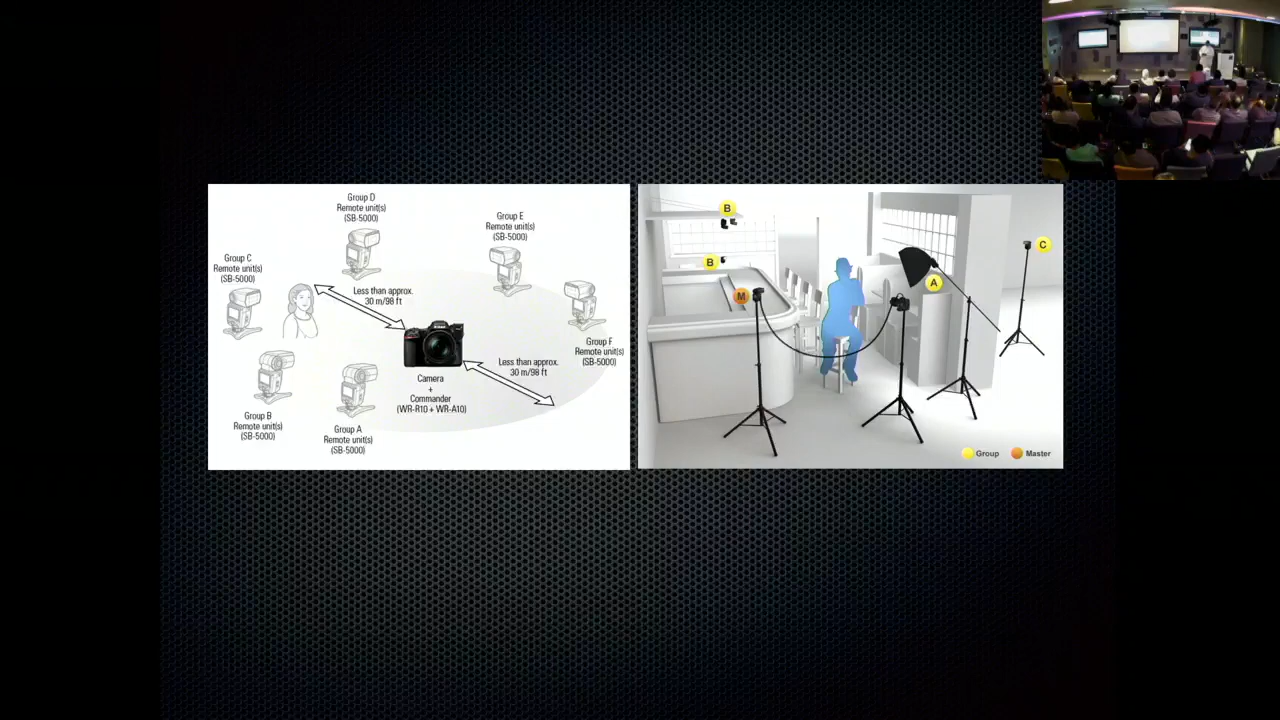 Group D
Remote unit(s)
(SB-5000)
Group E
Remote unit(s)
(SB-5000)
Group C
Remote unit(s)
(SB-5000)
Less than approx.
30 m/98 ft
Nikon
Group F
Remote unit(s)
(SB-5000)
Less than approx.
30 m/98 ft
Camera
+
Commander
(WR-R10 + WR-A10)
Group B
Remote unit(s)
(SB-5000)
Group A
Remote unit(s)
(SB-5000)
B
B
M
A
C
Group
Master